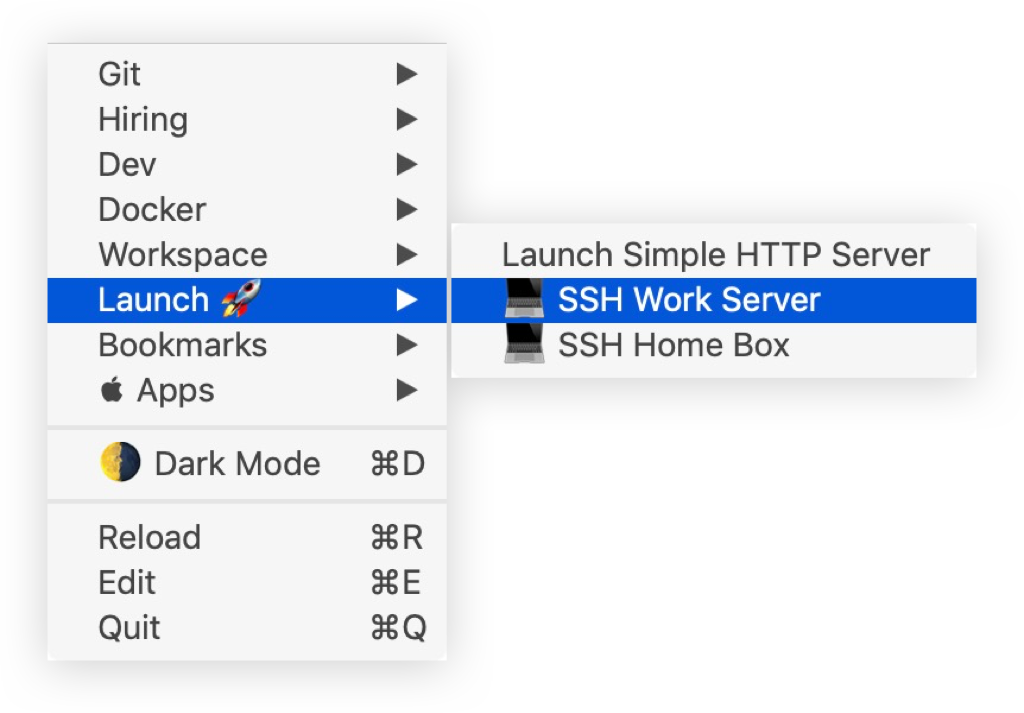 Git ▶
Hiring ▶
Dev ▶
Docker ▶
Workspace ▶
Launch 🚀 ▶
Bookmarks ▶
 Apps ▶
🌗 Dark Mode ⌘D
Reload ⌘R
Edit ⌘E
Quit ⌘Q
Launch Simple HTTP Server
💻 SSH Work Server
💻 SSH Home Box